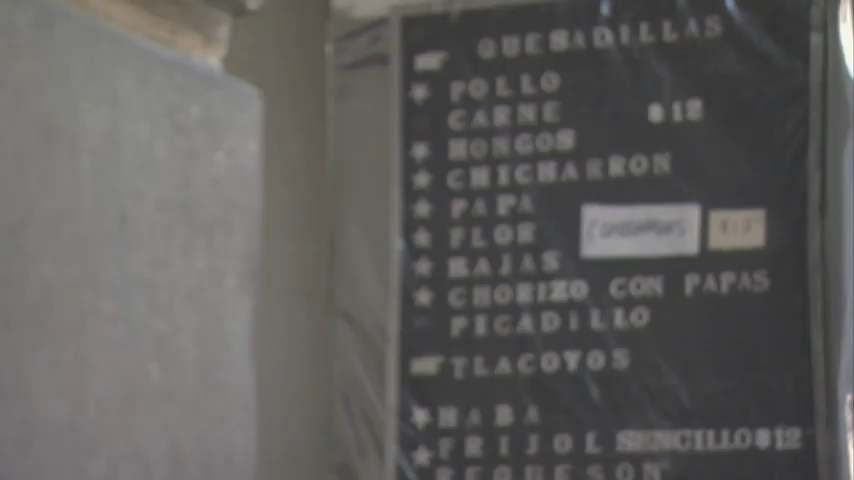 QUESADILLAS
POLLO
CARNE $12
HONGOS
CHICHARRON
PAPA
FLOR
RAJAS
CHORIZO CON PAPAS
PICADILLO
TLACOYOS
HABA
FRIJOL SENCILLO $12
REQUESON